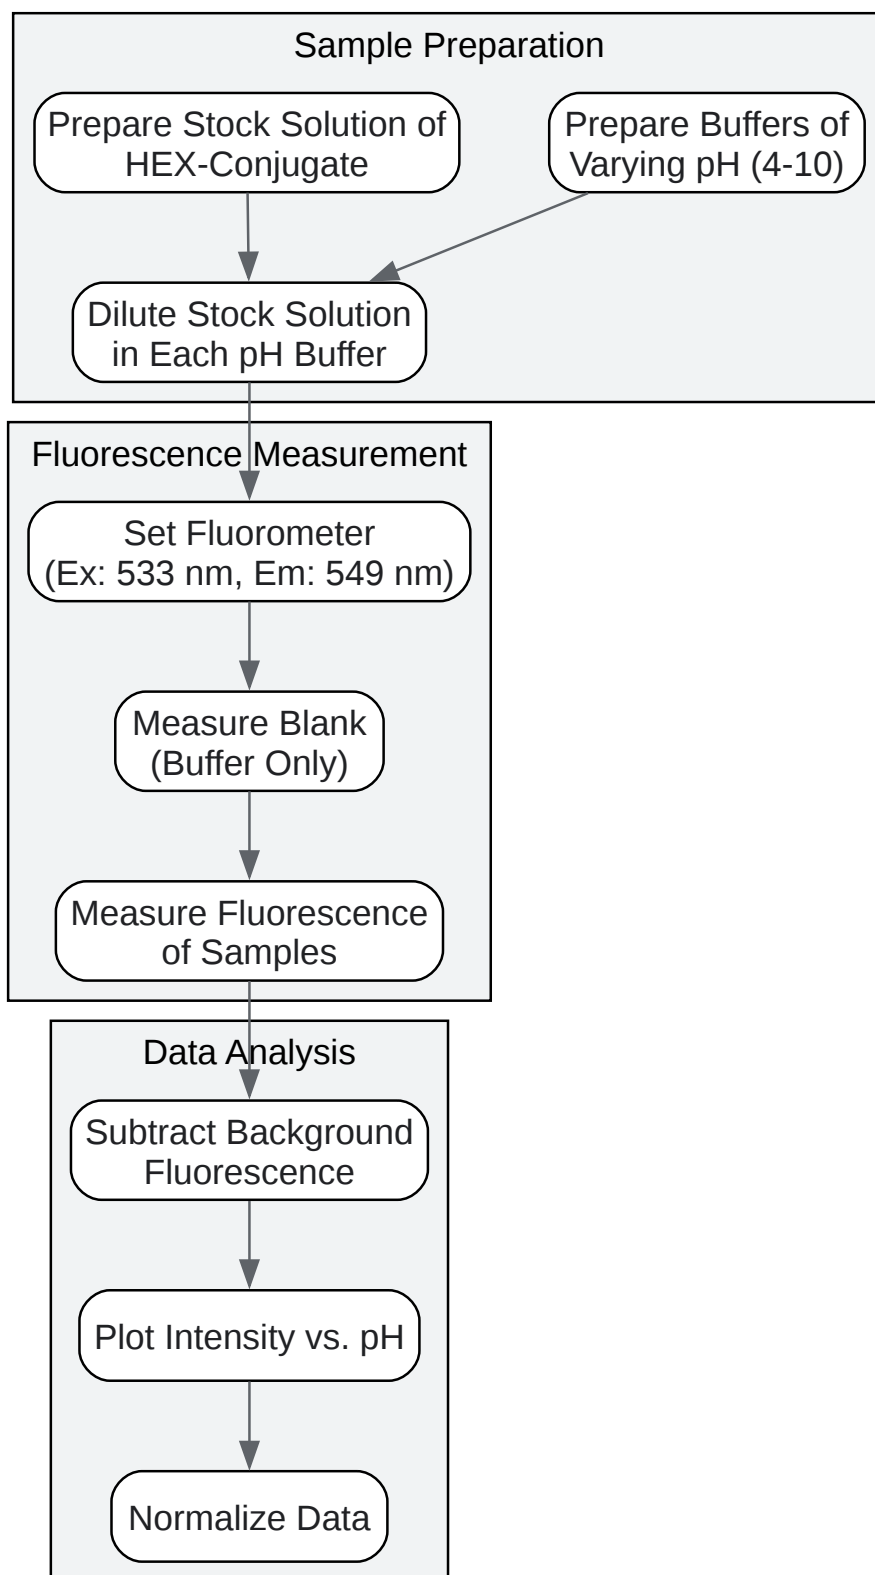 Sample Preparation
Prepare Stock Solution of
HEX-Conjugate
Prepare Buffers of
Varying pH (4-10)
Dilute Stock Solution
in Each pH Buffer
Fluorescence Measurement
Set Fluorometer
(Ex: 533 nm, Em: 549 nm)
Measure Blank
(Buffer Only)
Measure Fluorescence
of Samples
Data Analysis
Subtract Background
Fluorescence
Plot Intensity vs. pH
Normalize Data